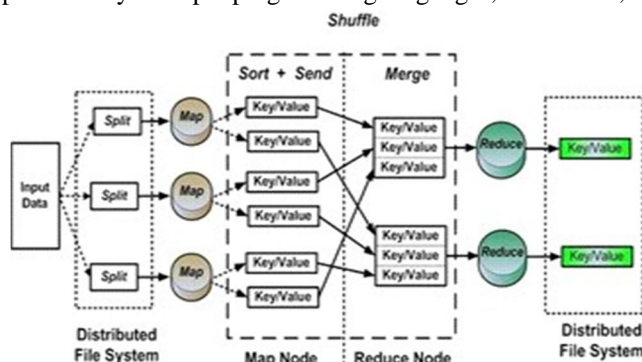 Shuffle
Sort + Send
Merge
Input
Data
Split
Split
Split
Map
Map
Map
Key/Value
Key/Value
Key/Value
Key/Value
Key/Value
Key/Value
Key/Value
Key/Value
Key/Value
Key/Value
Key/Value
Key/Value
Reduce
Reduce
Key/Value
Key/Value
Distributed
File System
Map Node
Reduce Node
Distributed
File System